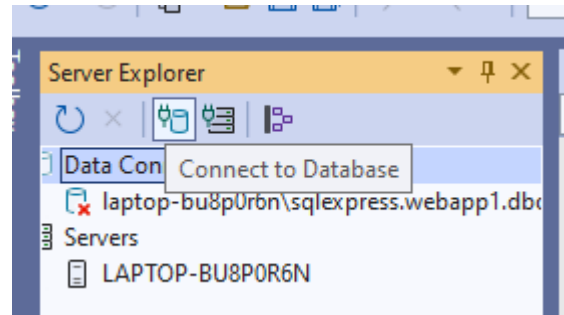 Server Explorer
Data Con
Connect to Database
laptop-bu8p0r6n\sqlexpress.webapp1.dbo
Servers
LAPTOP-BU8P0R6N